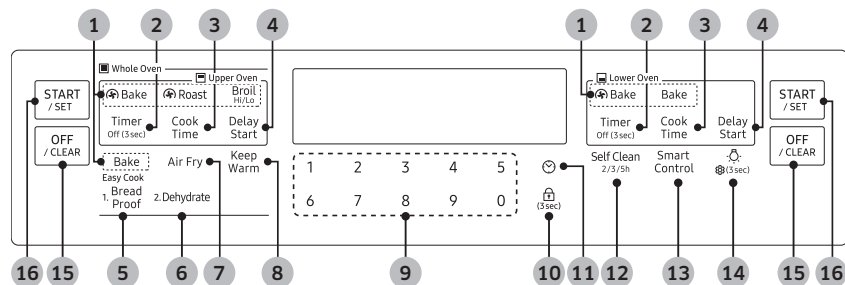 1 2 3 4 1 2 3 4
Whole Oven
Upper Oven
Lower Oven
START
/ SET
Bake Roast Broil
Hi/Lo
Timer
Off (3 sec)
Cook
Time
Delay
Start
OFF
/ CLEAR
Bake
Air Fry
Keep
Warm
Easy Cook
1. Bread
Proof
2.Dehydrate
1 2 3 4 5
6 7 8 9 0
(3 sec)
Bake Bake
Timer
Off (3 sec)
Cook
Time
Delay
Start
Self Clean
2/3/5h
Smart
Control
(3 sec)
START
/ SET
OFF
/ CLEAR
16 15 5 6 7 8 9 10 11 12 13 14 15 16